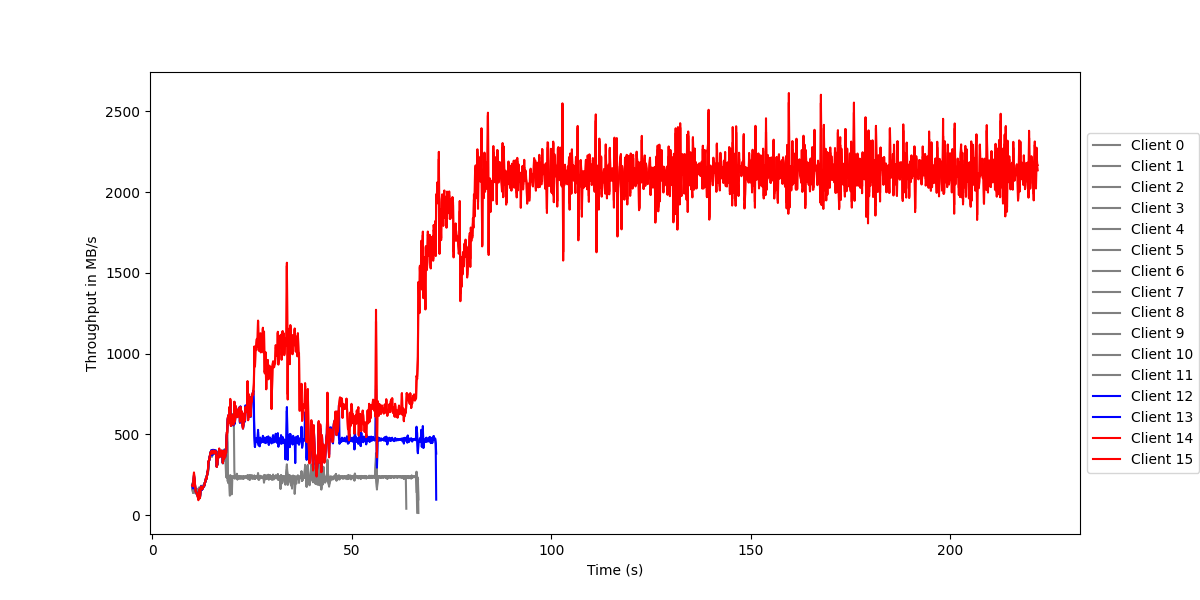 2500
2000
1500
1000
500
0
Throughput in MB/s
0 50 100 150 200
Time (s)
Client 0
Client 1
Client 2
Client 3
Client 4
Client 5
Client 6
Client 7
Client 8
Client 9
Client 10
Client 11
Client 12
Client 13
Client 14
Client 15